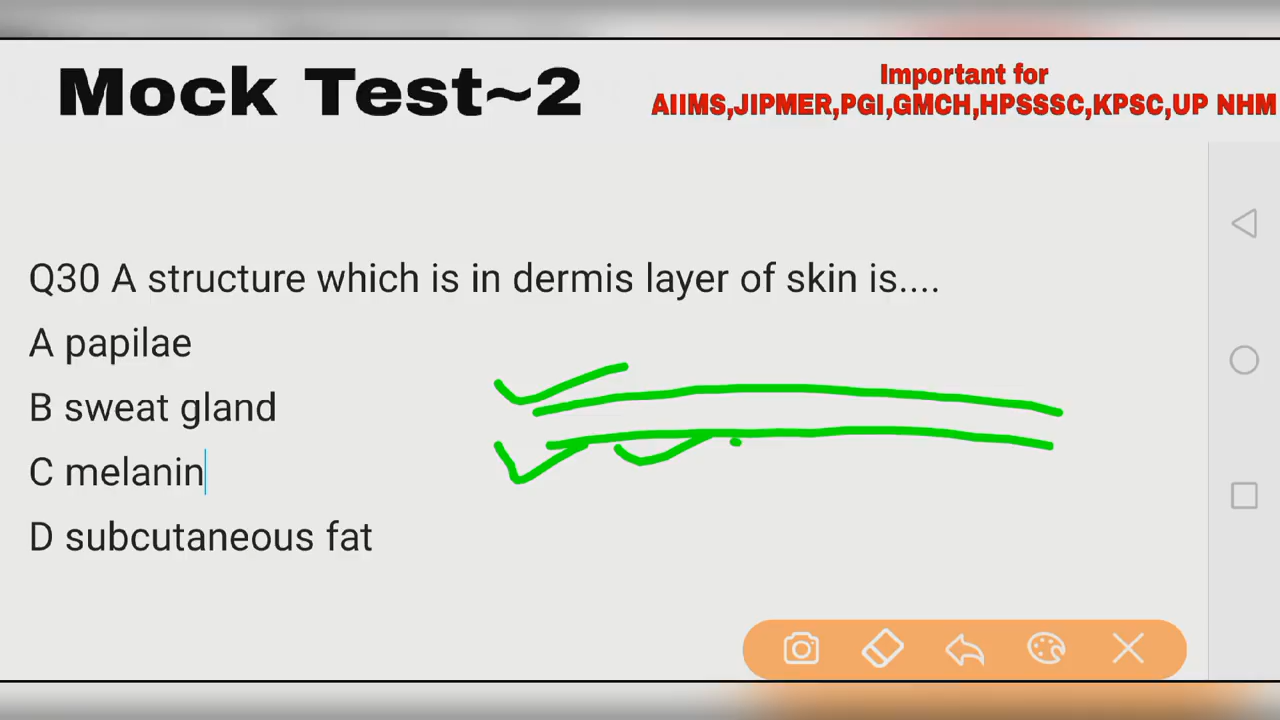 Mock Test~2
Important for
AIIMS,JIPMER,PGI,GMCH,HPSSSC,KPSC,UP NHM
Q30 A structure which is in dermis layer of skin is....
A papilae
B sweat gland
C melanin
D subcutaneous fat